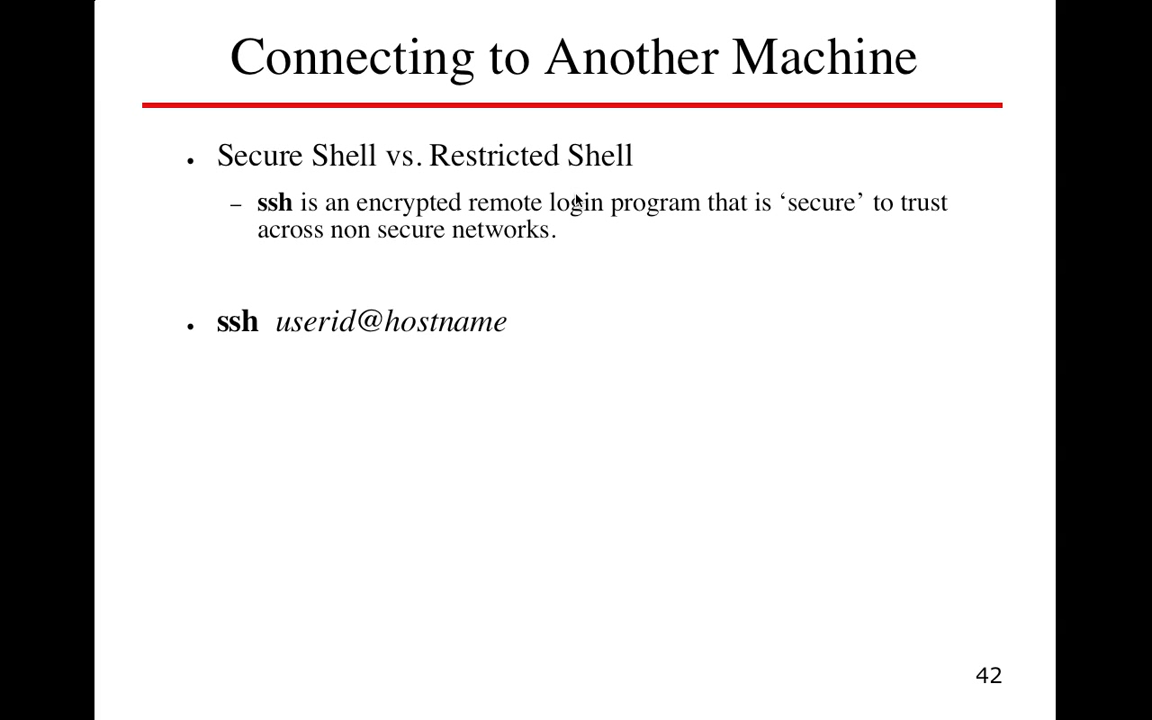 Connecting to Another Machine
• Secure Shell vs. Restricted Shell
– ssh is an encrypted remote login program that is ‘secure’ to trust
across non secure networks.
• ssh userid@hostname
42